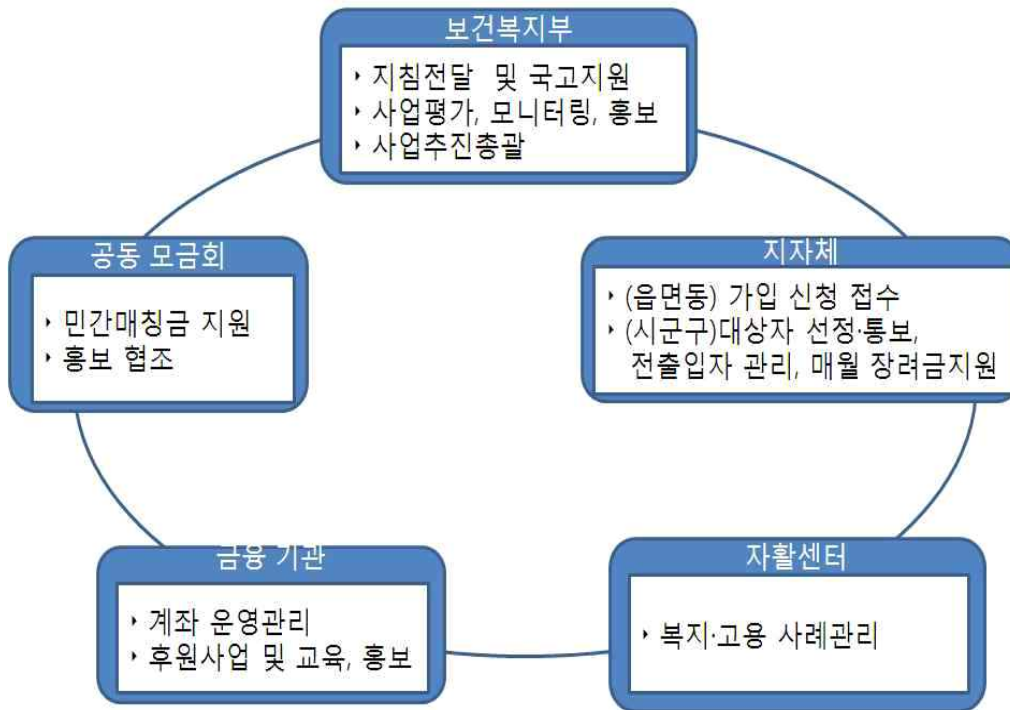 보건복지부
‣ 지침전달 및 국고지원
‣ 사업평가, 모니터링, 홍보
‣ 사업추진총괄
공동 모금회
‣ 민간매칭금 지원
‣ 홍보 협조
지자체
‣ (읍면동) 가입 신청 접수
‣ (시군구)대상자 선정·통보,
전출입자 관리, 매월 장려금지원
금융 기관
‣ 계좌 운영관리
‣ 후원사업 및 교육, 홍보
자활센터
‣ 복지·고용 사례관리